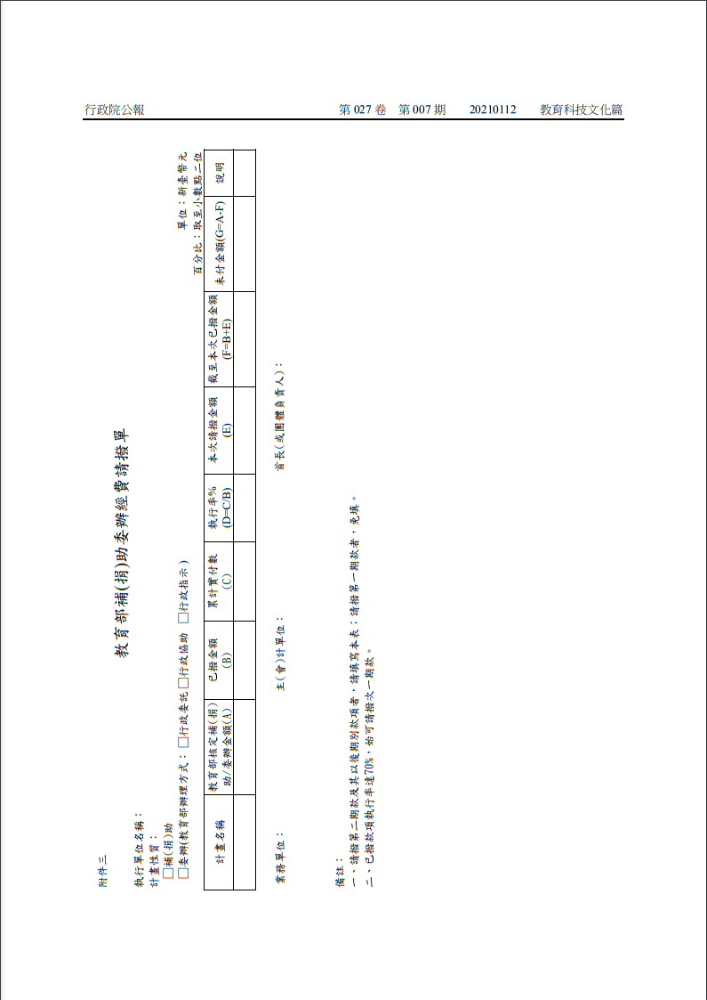 行政院公報 第 027 卷 第 007 期 20210112 教育科技文化篇
附件三
教育部補(捐)助委辦經費請撥單
執行單位名稱：
計畫性質：
□補(捐)助
□委辦(教育部辦理方式：□行政委託 □行政協助 □行政指示)
單位：新臺幣元
百分比：取至小數點二位
計畫名稱
教育部核定補(捐)
助/委辦金額(A)
已撥金額
(B)
累計實付數
(C)
執行率%
(D=C/B)
本次請撥金額
(E)
截至本次已撥金額
(F=B+E)
未付金額(G=A-F)
說明
業務單位： 主(會)計單位： 首長(或團體負責人)：
備註：
一、請撥第二期款及其以後期別款項者，請填寫本表；請撥第一期款者，免填。
二、已撥款項執行率達70%，始可請撥次一期款。